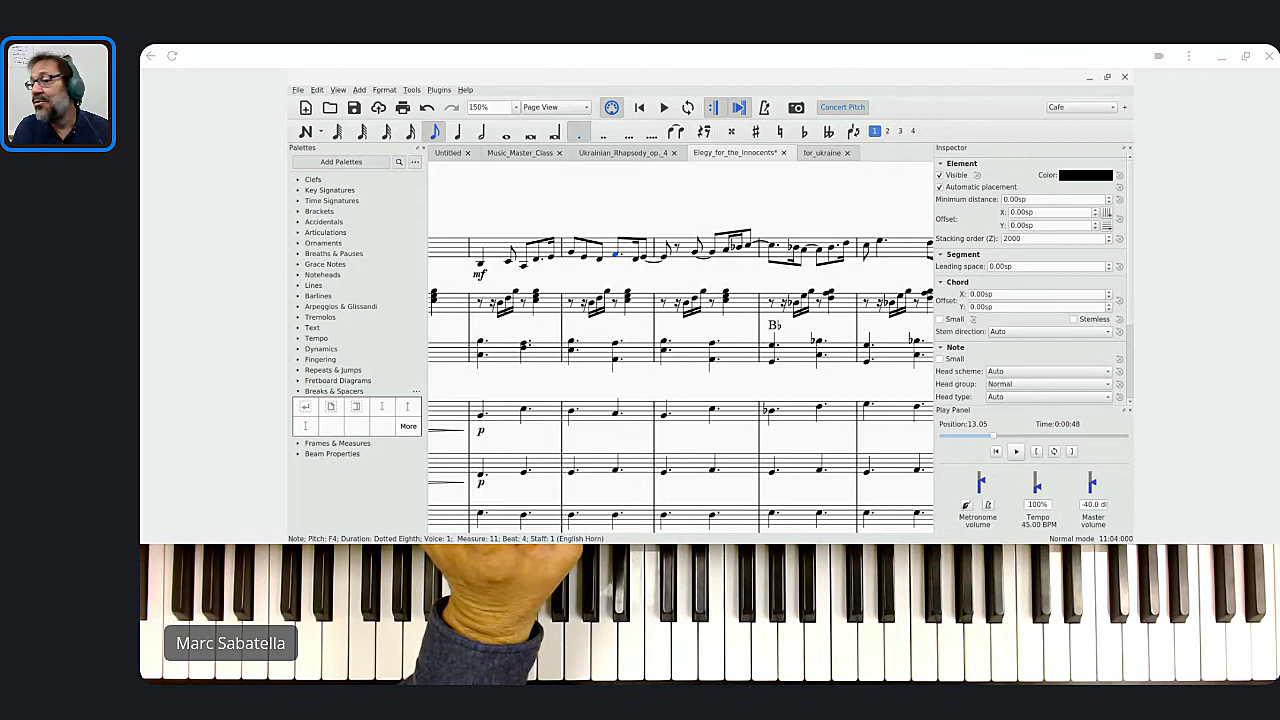 File Edit View Add Format Tools Plugins Help
150% Page View Concert Pitch Cafe
1 2 3 4
Palettes Untitled Music_Master_Class Ukrainian_Rhapsody_op._4 Elegy_for_the_Innocents* for_ukraine Inspector
Add Palettes
Clefs
Key Signatures
Time Signatures
Brackets
Accidentals
Articulations
Ornaments
Breaths & Pauses
Grace Notes
Noteheads
Lines
Barlines
Arpeggios & Glissandi
Tremolos
Text
Tempo
Dynamics
Fingering
Repeats & Jumps
Fretboard Diagrams
Breaks & Spacers
More
Frames & Measures
Beam Properties
mf
B♭
p
p
Element
Visible Color:
Automatic placement
Minimum distance: 0.00sp
Offset: X: 0.00sp
Y: 0.00sp
Stacking order (Z): 2000
Segment
Leading space: 0.00sp
Chord
Offset: X: 0.00sp
Y: 0.00sp
Small Stemless
Stem direction: Auto
Note
Small
Head scheme: Auto
Head group: Normal
Head type: Auto
Play Panel
Position:13.05 Time:0:00:48
100% -40.0 dB
Metronome volume Tempo 45.00 BPM Master volume
Note; Pitch: F4; Duration: Dotted Eighth; Voice: 1; Measure: 11; Beat: 4; Staff: 1 (English Horn) Normal mode 11:04:000
Marc Sabatella